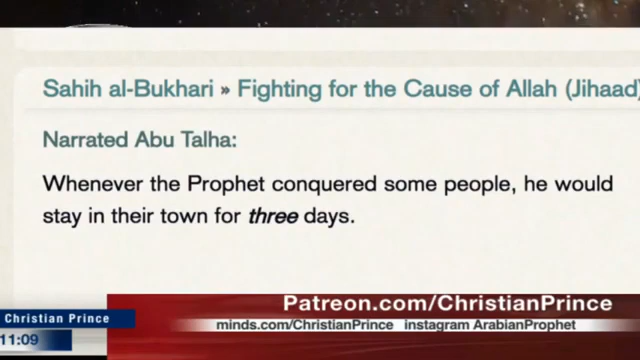 Sahih al-Bukhari » Fighting for the Cause of Allah (Jihaad)
Narrated Abu Talha:
Whenever the Prophet conquered some people, he would
stay in their town for three days.
Patreon.com/ChristianPrince
Christian Prince
minds.com/ChristianPrince instagram ArabianProphet
11:09